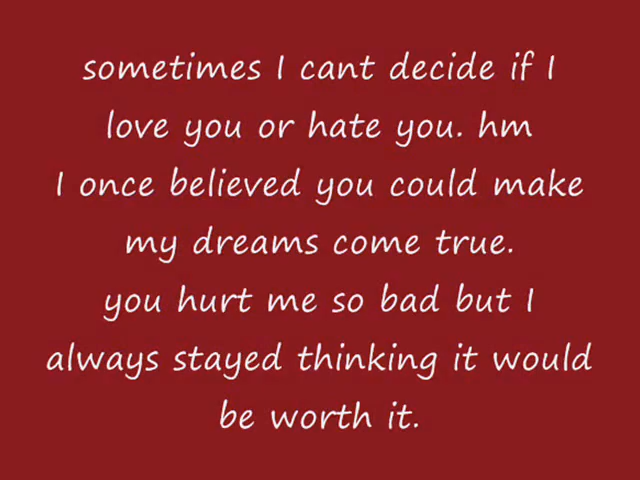 sometimes I cant decide if I
love you or hate you. hm
I once believed you could make
my dreams come true.
you hurt me so bad but I
always stayed thinking it would
be worth it.